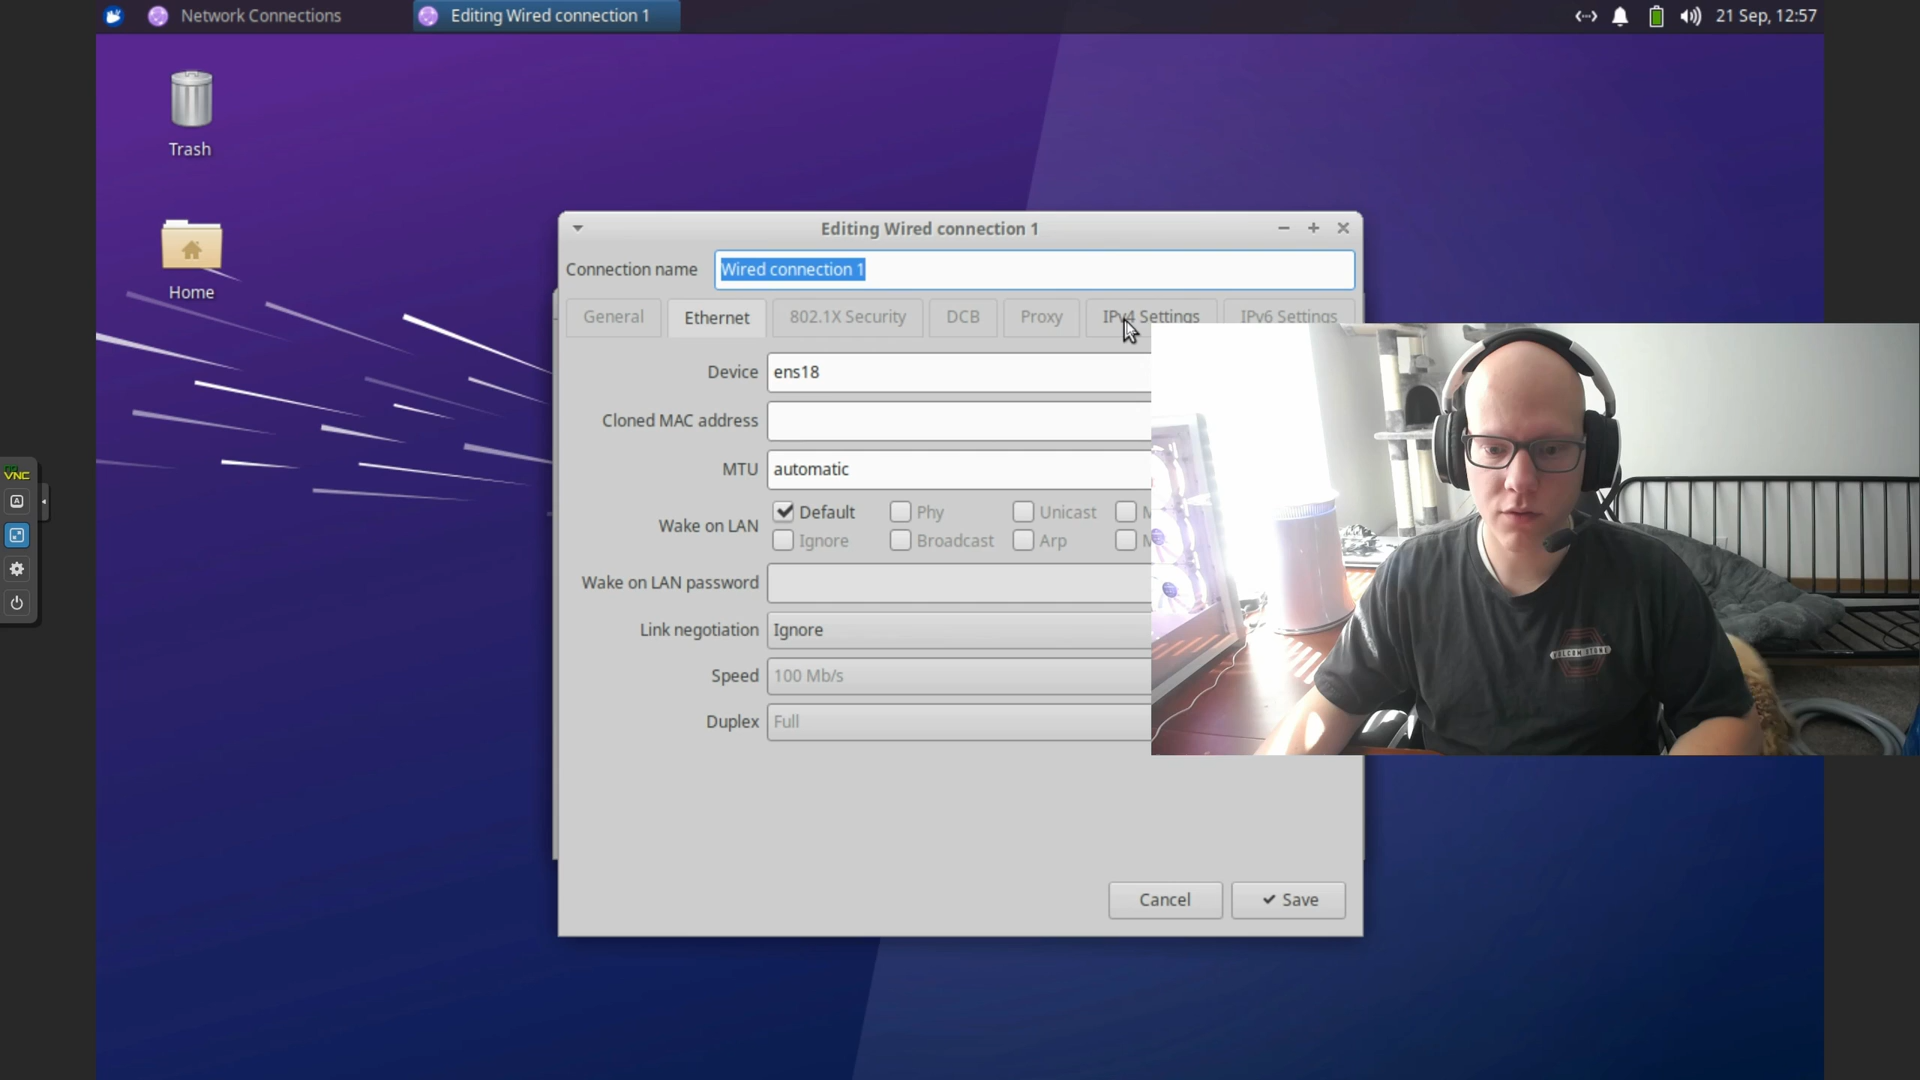 Network Connections
Editing Wired connection 1
21 Sep, 12:57
Trash
Home
VNC
A
Editing Wired connection 1
Connection name Wired connection 1
General Ethernet 802.1X Security DCB Proxy IPv4 Settings IPv6 Settings
Device ens18
Cloned MAC address
MTU automatic
Wake on LAN
Default Phy Unicast M
Ignore Broadcast Arp M
Wake on LAN password
Link negotiation Ignore
Speed 100 Mb/s
Duplex Full
VOLCOM STONE
Cancel Save